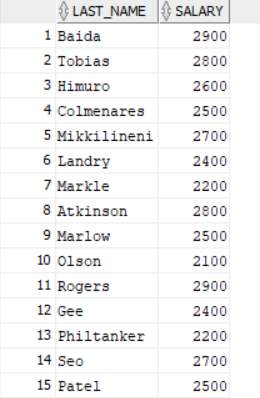 LAST_NAME SALARY
1 Baida 2900
2 Tobias 2800
3 Himuro 2600
4 Colmenares 2500
5 Mikkilineni 2700
6 Landry 2400
7 Markle 2200
8 Atkinson 2800
9 Marlow 2500
10 Olson 2100
11 Rogers 2900
12 Gee 2400
13 Philtanker 2200
14 Seo 2700
15 Patel 2500